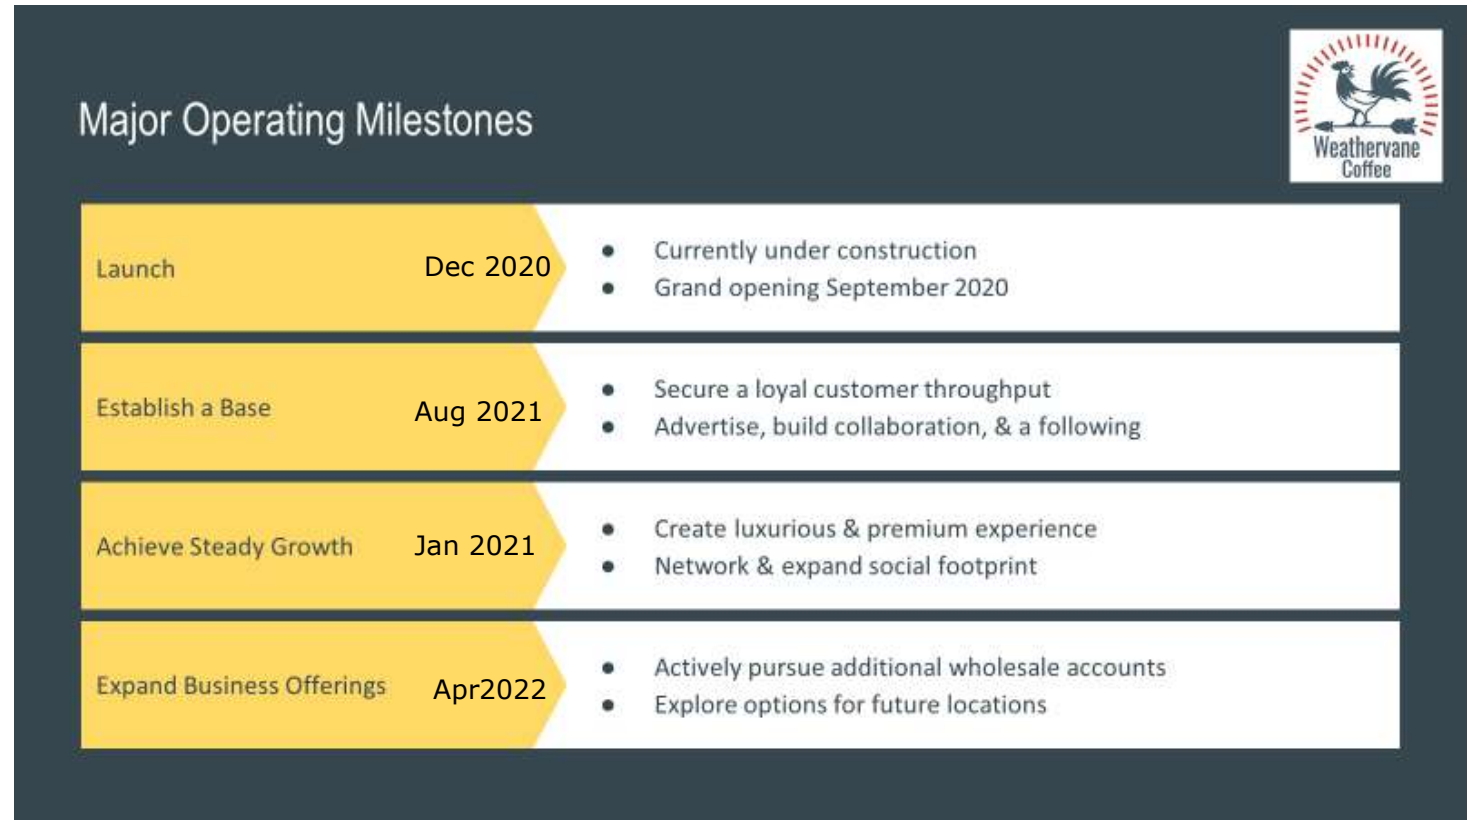 Weathervane
Coffee
Major Operating Milestones
Launch Dec 2020
● Currently under construction
● Grand opening September 2020
Establish a Base Aug 2021
● Secure a loyal customer throughput
● Advertise, build collaboration, & a following
Achieve Steady Growth Jan 2021
● Create luxurious & premium experience
● Network & expand social footprint
Expand Business Offerings Apr2022
● Actively pursue additional wholesale accounts
● Explore options for future locations